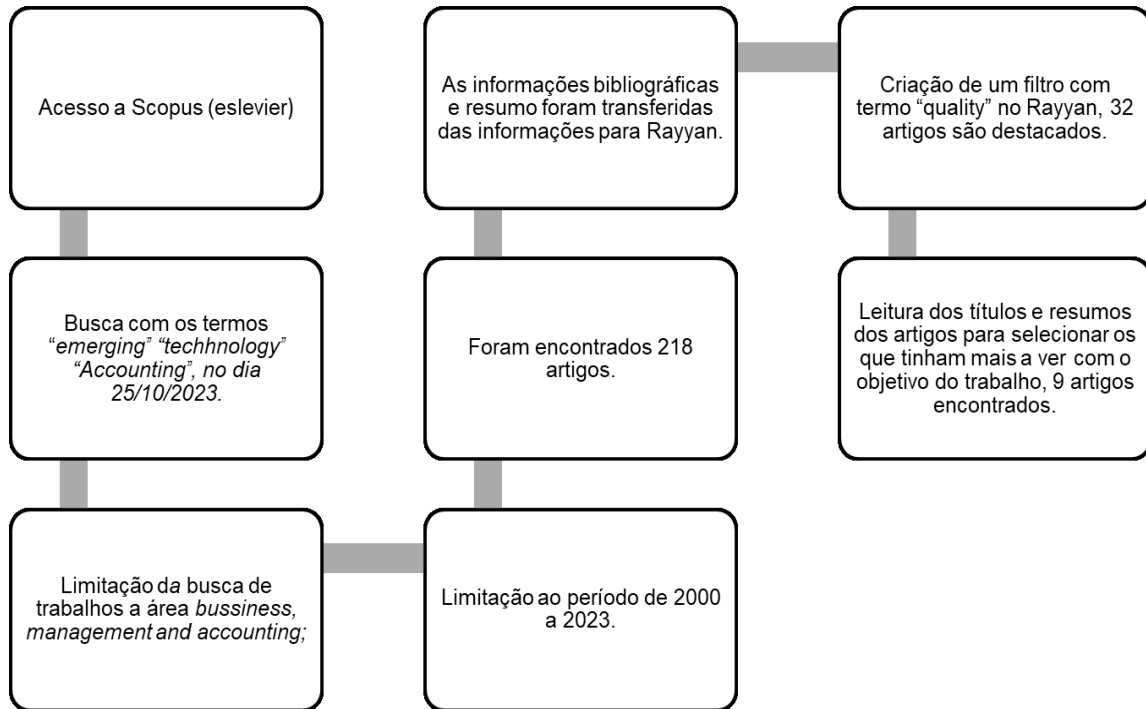 Acesso a Scopus (eslevier)
Busca com os termos
“emerging” “techhnology”
“Accounting”, no dia
25/10/2023.
Limitação da busca de
trabalhos a área bussiness,
management and accounting;
Limitação ao período de 2000
a 2023.
Foram encontrados 218
artigos.
As informações bibliográficas
e resumo foram transferidas
das informações para Rayyan.
Criação de um filtro com
termo “quality” no Rayyan, 32
artigos são destacados.
Leitura dos títulos e resumos
dos artigos para selecionar os
que tinham mais a ver com o
objetivo do trabalho, 9 artigos
encontrados.